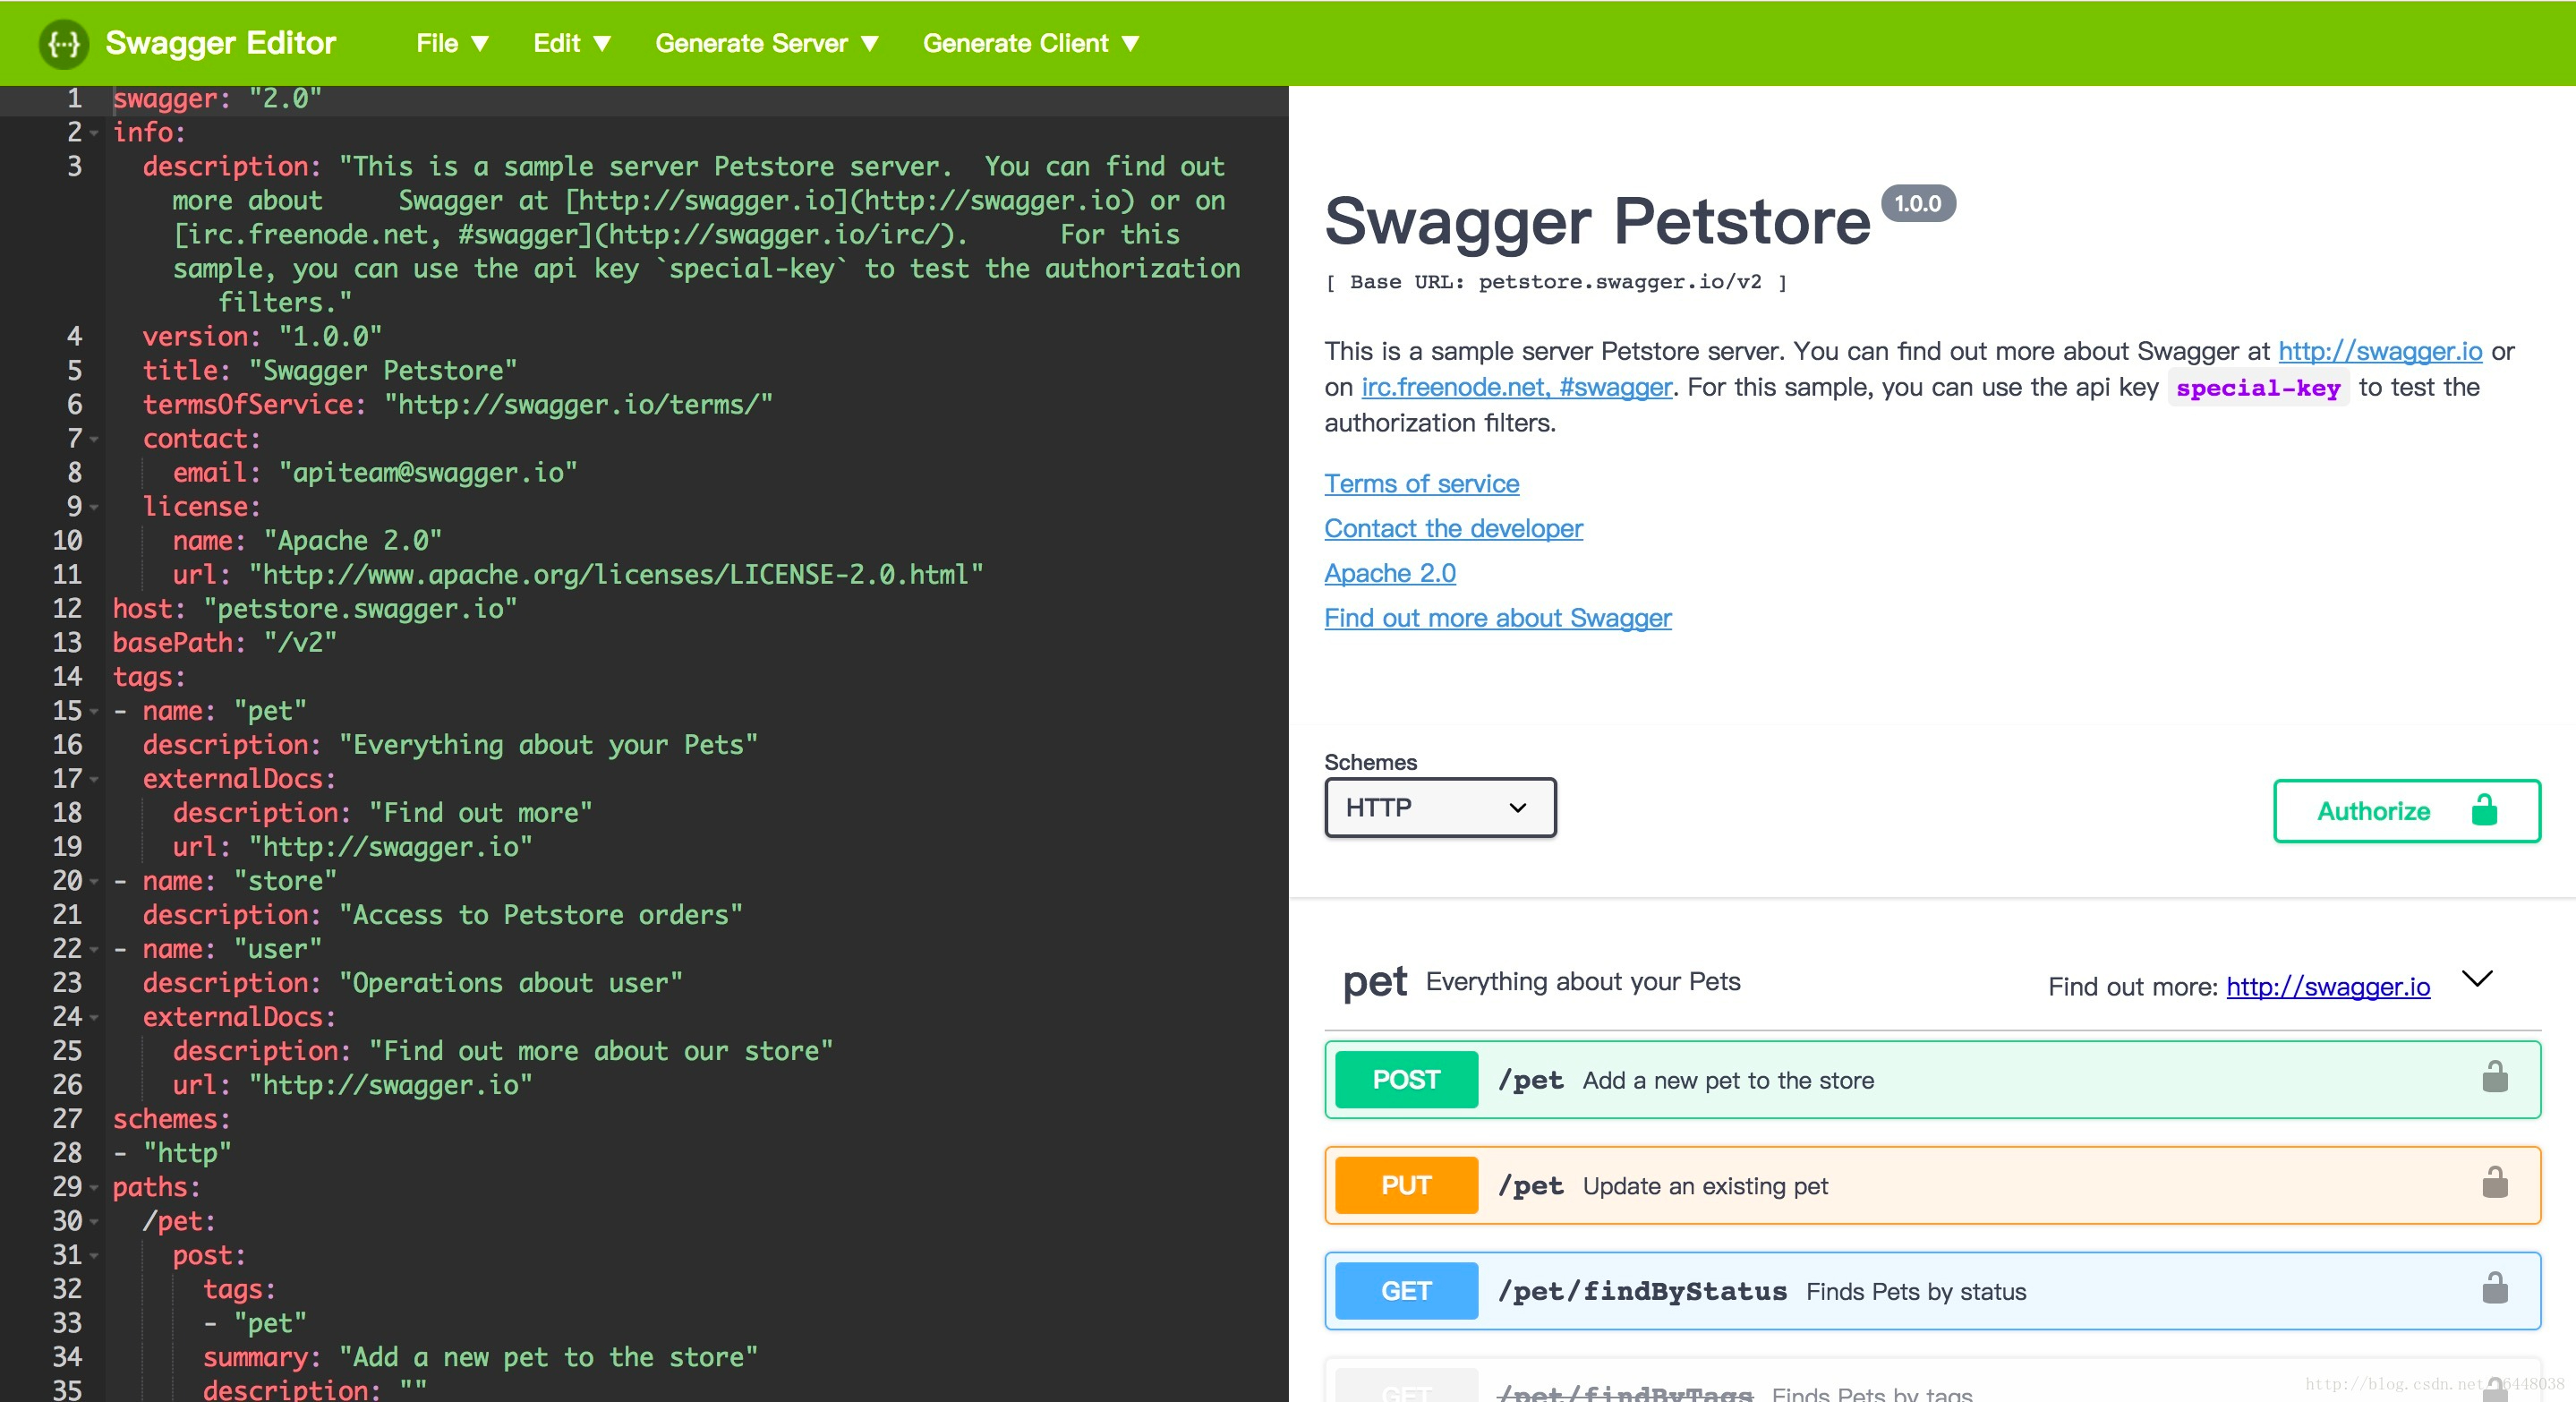 Swagger Editor File ▼ Edit ▼ Generate Server ▼ Generate Client ▼
1 swagger: "2.0"
2 info:
3 description: "This is a sample server Petstore server.  You can find out
more about     Swagger at [http://swagger.io](http://swagger.io) or on
[irc.freenode.net, #swagger](http://swagger.io/irc/).      For this
sample, you can use the api key `special-key` to test the authorization
filters."
4 version: "1.0.0"
5 title: "Swagger Petstore"
6 termsOfService: "http://swagger.io/terms/"
7 contact:
8 email: "apiteam@swagger.io"
9 license:
10 name: "Apache 2.0"
11 url: "http://www.apache.org/licenses/LICENSE-2.0.html"
12 host: "petstore.swagger.io"
13 basePath: "/v2"
14 tags:
15 - name: "pet"
16 description: "Everything about your Pets"
17 externalDocs:
18 description: "Find out more"
19 url: "http://swagger.io"
20 - name: "store"
21 description: "Access to Petstore orders"
22 - name: "user"
23 description: "Operations about user"
24 externalDocs:
25 description: "Find out more about our store"
26 url: "http://swagger.io"
27 schemes:
28 - "http"
29 paths:
30 /pet:
31 post:
32 tags:
33 - "pet"
34 summary: "Add a new pet to the store"
35 description: ""
Swagger Petstore 1.0.0
[ Base URL: petstore.swagger.io/v2 ]
This is a sample server Petstore server. You can find out more about Swagger at http://swagger.io or
on irc.freenode.net, #swagger. For this sample, you can use the api key special-key to test the
authorization filters.
Terms of service
Contact the developer
Apache 2.0
Find out more about Swagger
Schemes
HTTP
Authorize
pet Everything about your Pets Find out more: http://swagger.io
POST /pet Add a new pet to the store
PUT /pet Update an existing pet
GET /pet/findByStatus Finds Pets by status
GET /pet/findByTags Finds Pets by tags
http://blog.csdn.net 6448038